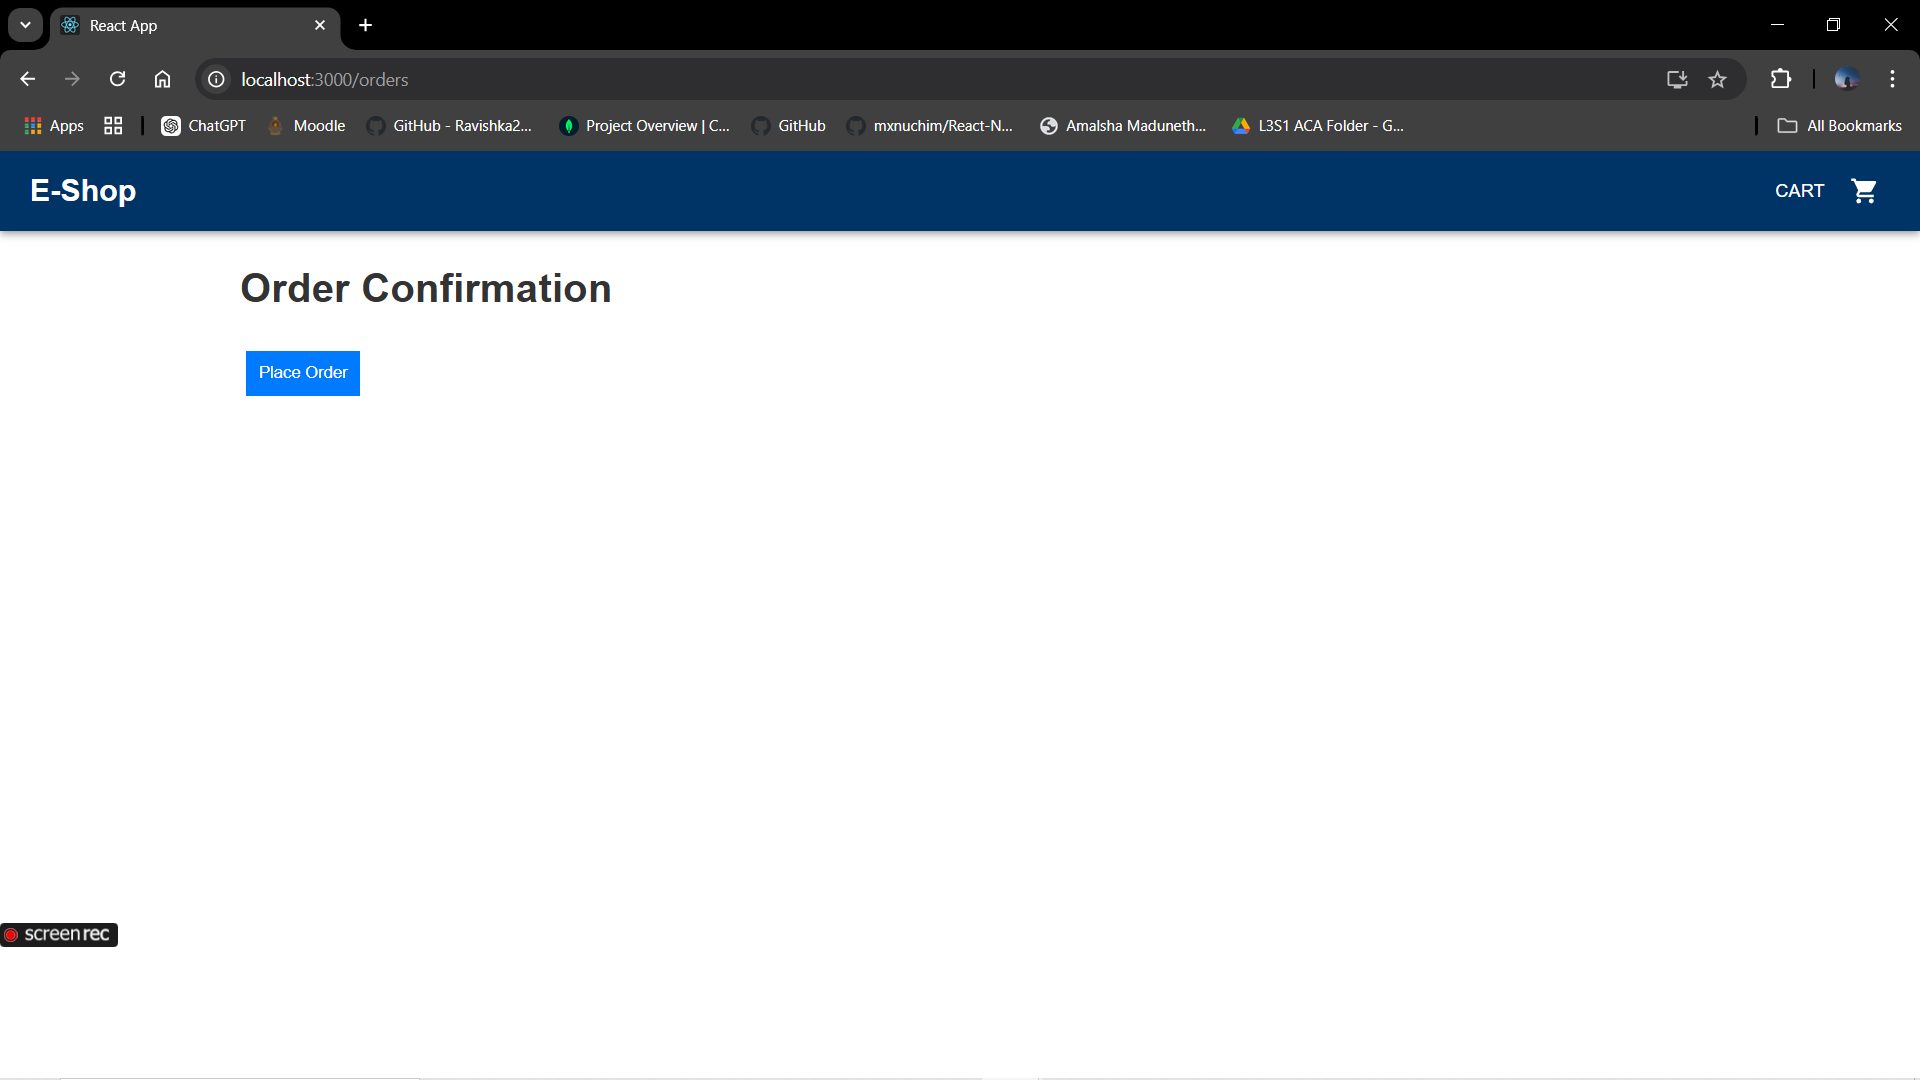 React App
localhost:3000/orders
Apps ChatGPT Moodle GitHub - Ravishka2... Project Overview | C... GitHub mxnuchim/React-N... Amalsha Maduneth... L3S1 ACA Folder - G... All Bookmarks
E-Shop CART
Order Confirmation
Place Order
screenrec